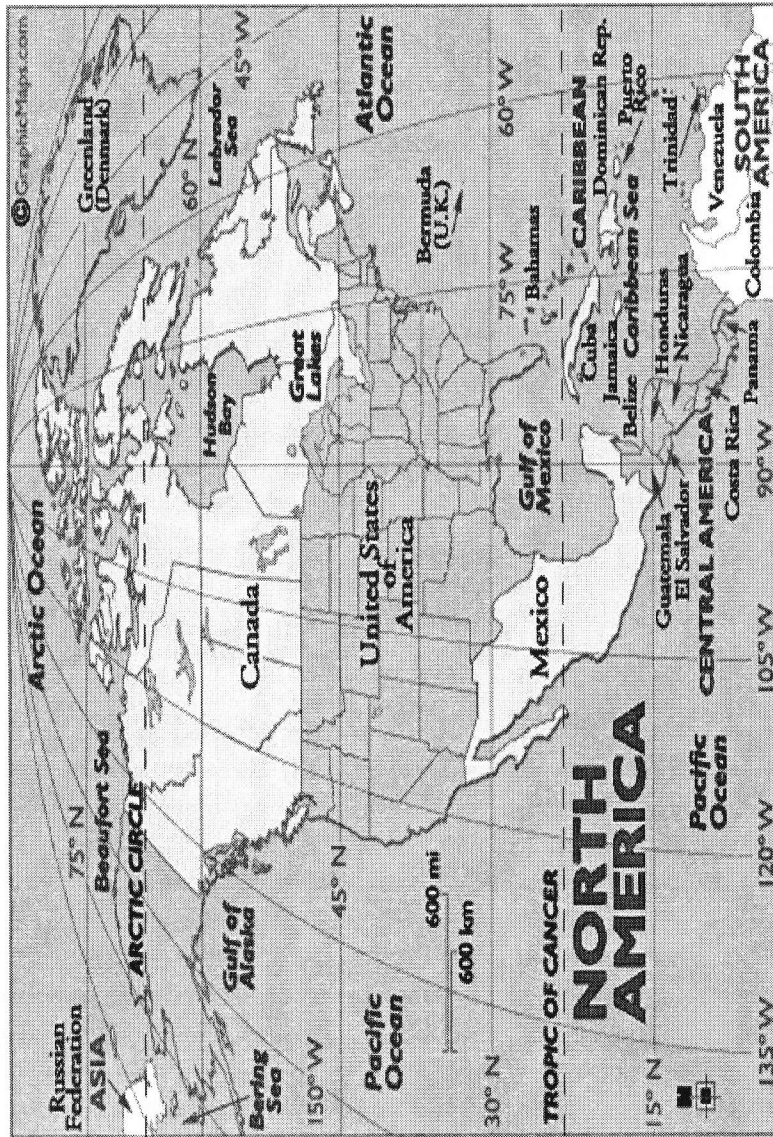 © GraphicMaps.com
Russian
Federation
ASIA
75° N
Arctic Ocean
Beaufort Sea
ARCTIC CIRCLE
Greenland
(Denmark)
60° N
Bering
Sea
Gulf of
Alaska
Hudson
Bay
Labrador
Sea
45° W
150° W
Canada
45° N
Great
Lakes
Atlantic
Ocean
Pacific
Ocean
600 mi
600 km
United States
of
America
Bermuda
(U.K.)
30° N
75° W
60° W
Gulf of
Mexico
Bahamas
TROPIC OF CANCER
Mexico
Cuba
CARIBBEAN
Dominican Rep.
Jamaica
Puerto
Rico
Belize
Caribbean Sea
NORTH
AMERICA
15° N
Guatemala
El Salvador
Honduras
Nicaragua
Trinidad
Pacific
Ocean
CENTRAL AMERICA
Costa Rica
Panama
Venezuela
Colombia
SOUTH
AMERICA
135° W
120° W
105° W
90° W